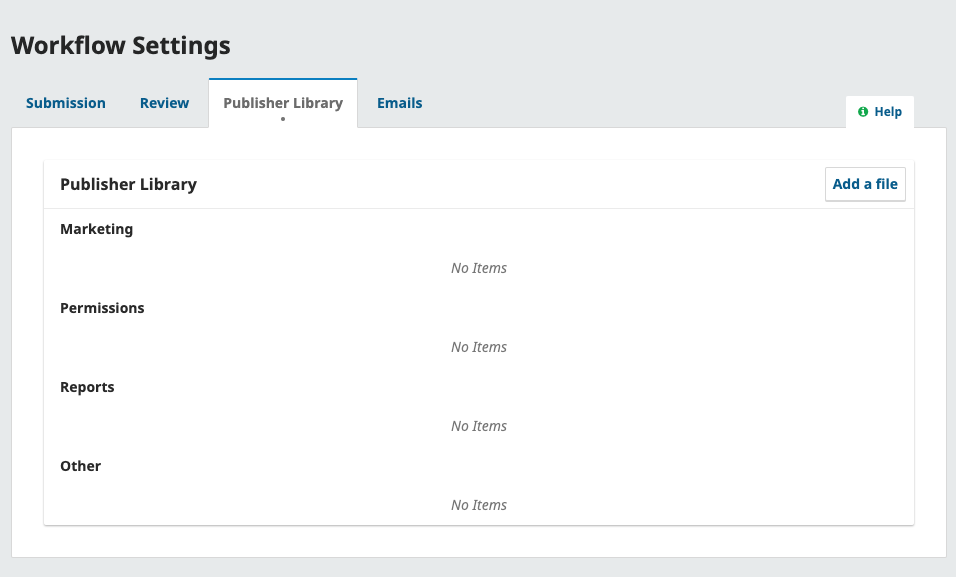 Workflow Settings
Submission Review Publisher Library Emails
Help
Publisher Library Add a file
Marketing
No Items
Permissions
No Items
Reports
No Items
Other
No Items